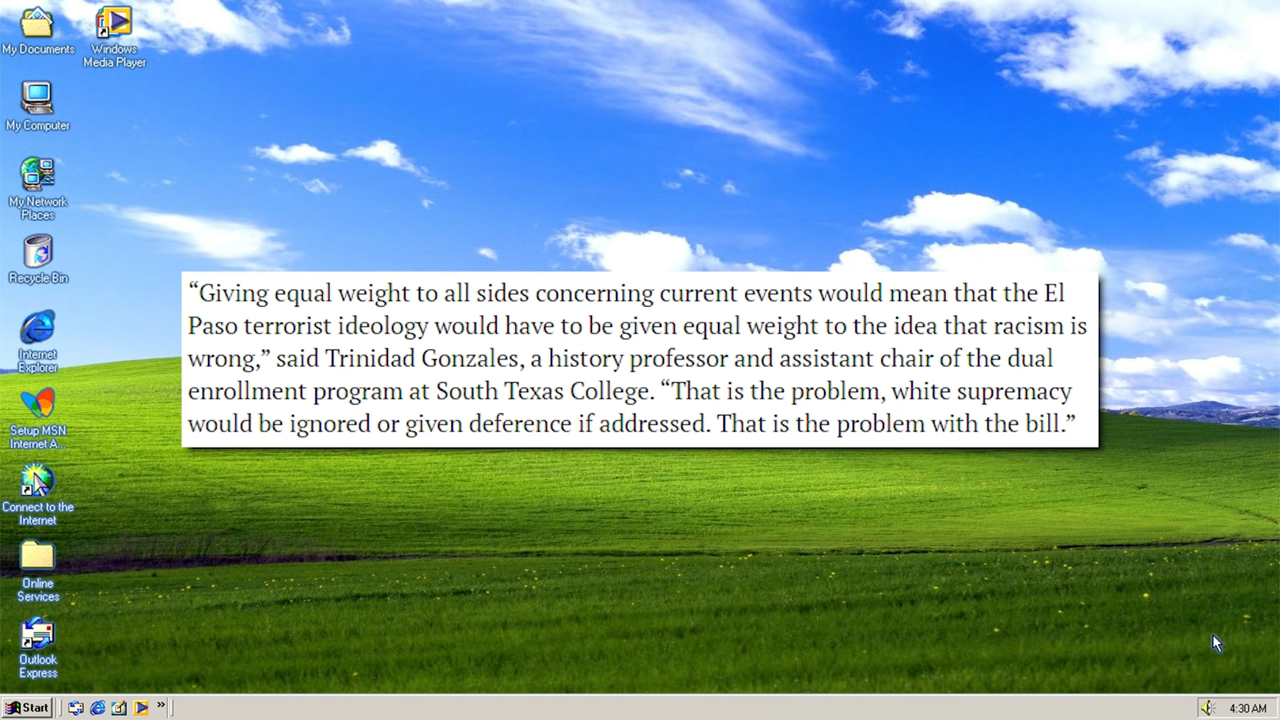 My Documents
Windows
Media Player
My Computer
My Network
Places
Recycle Bin
Internet
Explorer
Setup MSN
Internet A...
Connect to the
Internet
Online
Services
Outlook
Express
“Giving equal weight to all sides concerning current events would mean that the El
Paso terrorist ideology would have to be given equal weight to the idea that racism is
wrong,” said Trinidad Gonzales, a history professor and assistant chair of the dual
enrollment program at South Texas College. “That is the problem, white supremacy
would be ignored or given deference if addressed. That is the problem with the bill.”
Start
4:30 AM